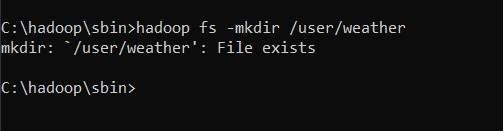 C:\hadoop\sbin>hadoop fs -mkdir /user/weather
mkdir: `/user/weather': File exists
C:\hadoop\sbin>